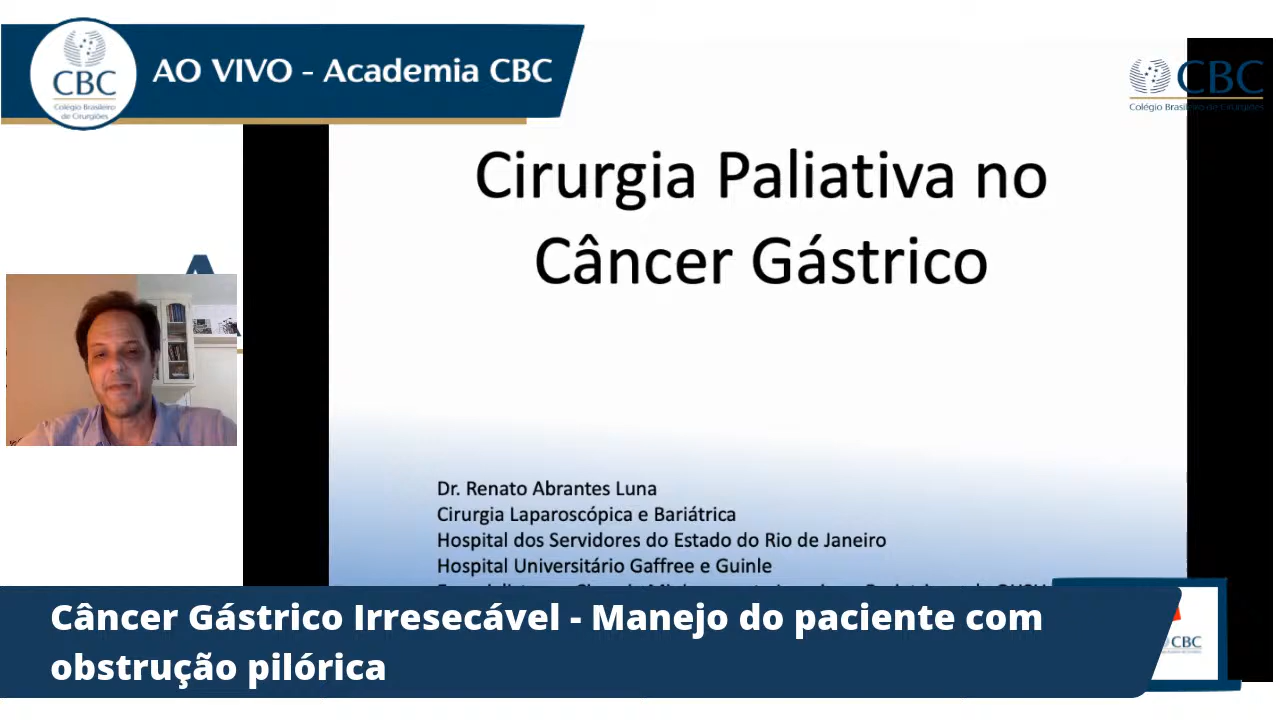 CBC
Colégio Brasileiro
de Cirurgiões
AO VIVO - Academia CBC
CBC
Colégio Brasileiro de Cirurgiões
Cirurgia Paliativa no
Câncer Gástrico
Dr. Renato Abrantes Luna
Cirurgia Laparoscópica e Bariátrica
Hospital dos Servidores do Estado do Rio de Janeiro
Hospital Universitário Gaffree e Guinle
Câncer Gástrico Irresecável - Manejo do paciente com
obstrução pilórica
CBC